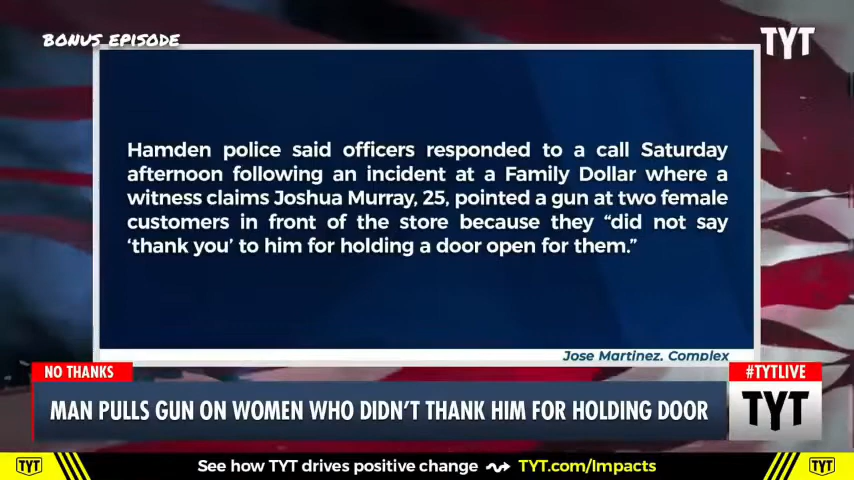 BONUS EPISODE
TYT
Hamden police said officers responded to a call Saturday
afternoon following an incident at a Family Dollar where a
witness claims Joshua Murray, 25, pointed a gun at two female
customers in front of the store because they “did not say
‘thank you’ to him for holding a door open for them.”
Jose Martinez, Complex
NO THANKS
#TYTLIVE
MAN PULLS GUN ON WOMEN WHO DIDN’T THANK HIM FOR HOLDING DOOR
TYT
TYT
See how TYT drives positive change
TYT.com/Impacts
TYT